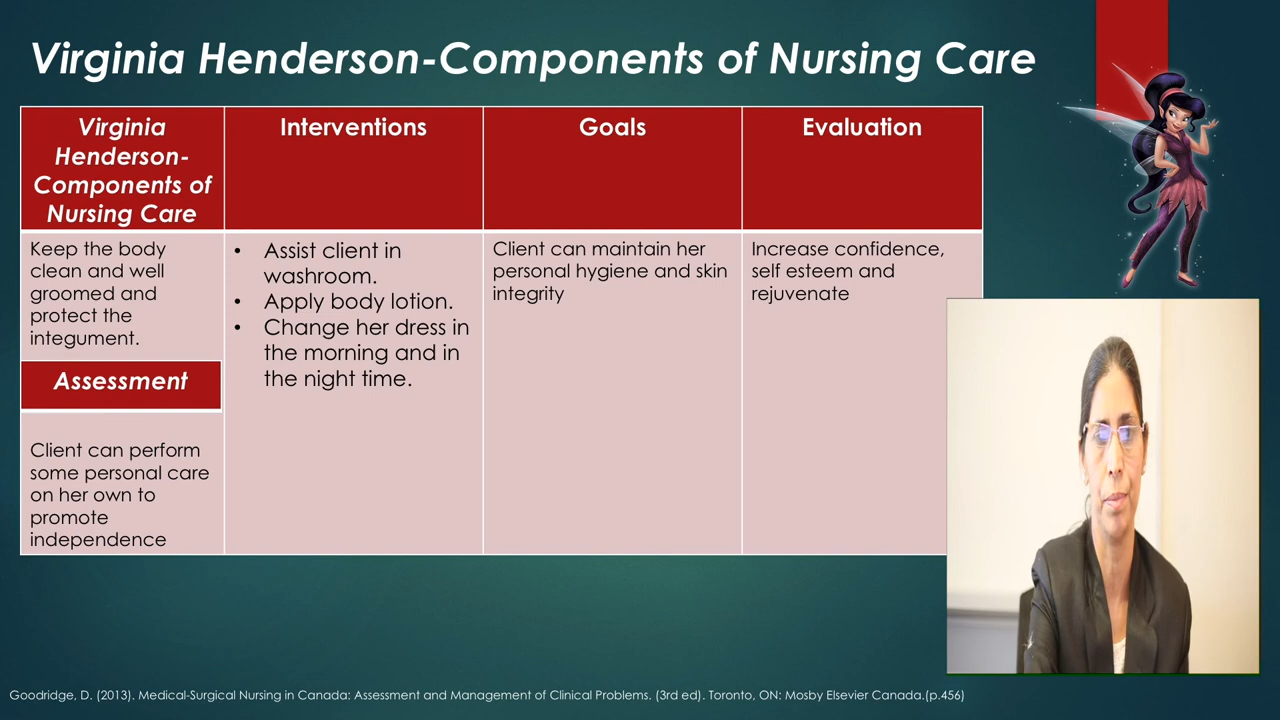 Virginia Henderson-Components of Nursing Care
Virginia
Henderson-
Components of
Nursing Care
Interventions
Goals
Evaluation
Keep the body
clean and well
groomed and
protect the
integument.
• Assist client in
washroom.
• Apply body lotion.
• Change her dress in
the morning and in
the night time.
Client can maintain her
personal hygiene and skin
integrity
Increase confidence,
self esteem and
rejuvenate
Assessment
Client can perform
some personal care
on her own to
promote
independence
Goodridge, D. (2013). Medical-Surgical Nursing in Canada: Assessment and Management of Clinical Problems. (3rd ed). Toronto, ON: Mosby Elsevier Canada.(p.456)